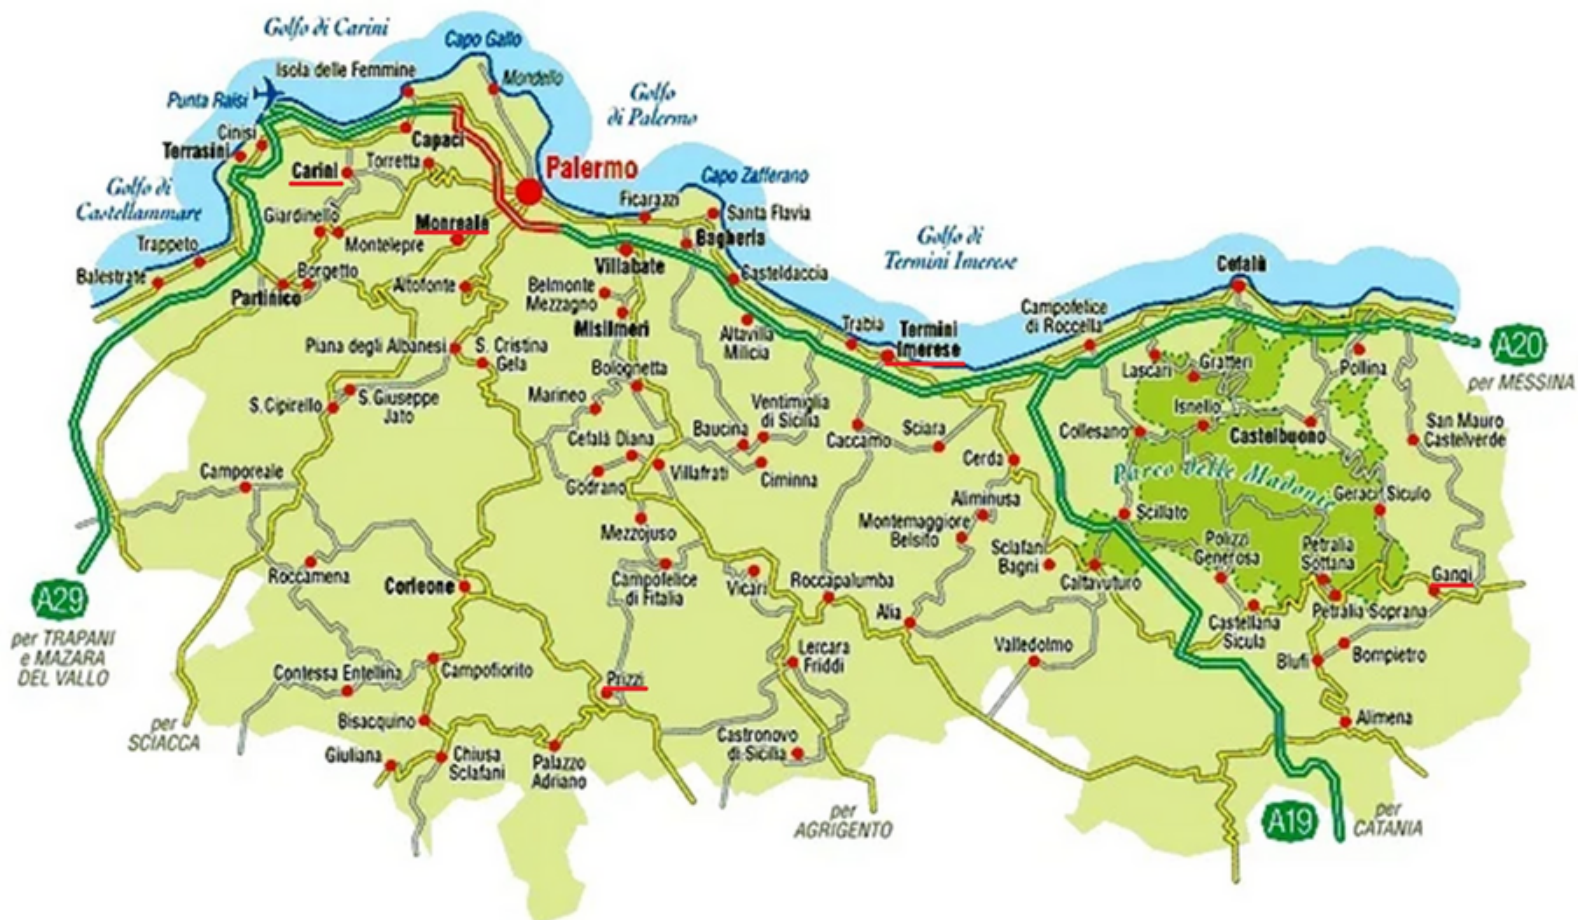 Golfo di Carini
Capo Gallo
Isola delle Femmine
Mondello
Punta Raisi
Golfo
di Palermo
Cinisi
Terrasini
Capaci
Carini
Torretta
Palermo
Capo Zafferano
Golfo di
Castellammare
Ficarazzi
Santa Flavia
Giardinello
Monreale
Montelepre
Bagheria
Golfo di
Termini Imerese
Trappeto
Balestrate
Borgetto
Partinico
Altofonte
Villabate
Casteldaccia
Cefalù
Belmonte
Mezzagno
Misilmeri
Altavilla
Milicia
Trabia
Termini
Imerese
Campofelice
di Roccella
A20
per MESSINA
Piana degli Albanesi
S. Cristina
Gela
Bolognetta
Lascari
Gratteri
Pollina
S. Cipirello
S. Giuseppe
Jato
Marineo
Ventimiglia
di Sicilia
Baucina
Caccamo
Sciara
Collesano
Isnello
Castelbuono
San Mauro
Castelverde
Cefalà Diana
Villafrati
Ciminna
Godrano
Cerda
Parco delle Madonie
Camporeale
Mezzojuso
Aliminusa
Montemaggiore
Belsito
Scillato
Geraci Siculo
Sclafani
Bagni
Polizzi
Generosa
Petralia
Sottana
Roccamena
Corleone
Campofelice
di Fitalia
Vicari
Roccapalumba
Caltavuturo
Gangi
A29
per TRAPANI
e MAZARA
DEL VALLO
Alia
Castellana
Sicula
Petralia Soprana
Contessa Entellina
Campofiorito
Prizzi
Lercara
Friddi
Valledolmo
Blufi
Bompietro
per
SCIACCA
Bisacquino
Alimena
Giuliana
Chiusa
Sclafani
Palazzo
Adriano
Castronovo
di Sicilia
per
AGRIGENTO
A19
per
CATANIA